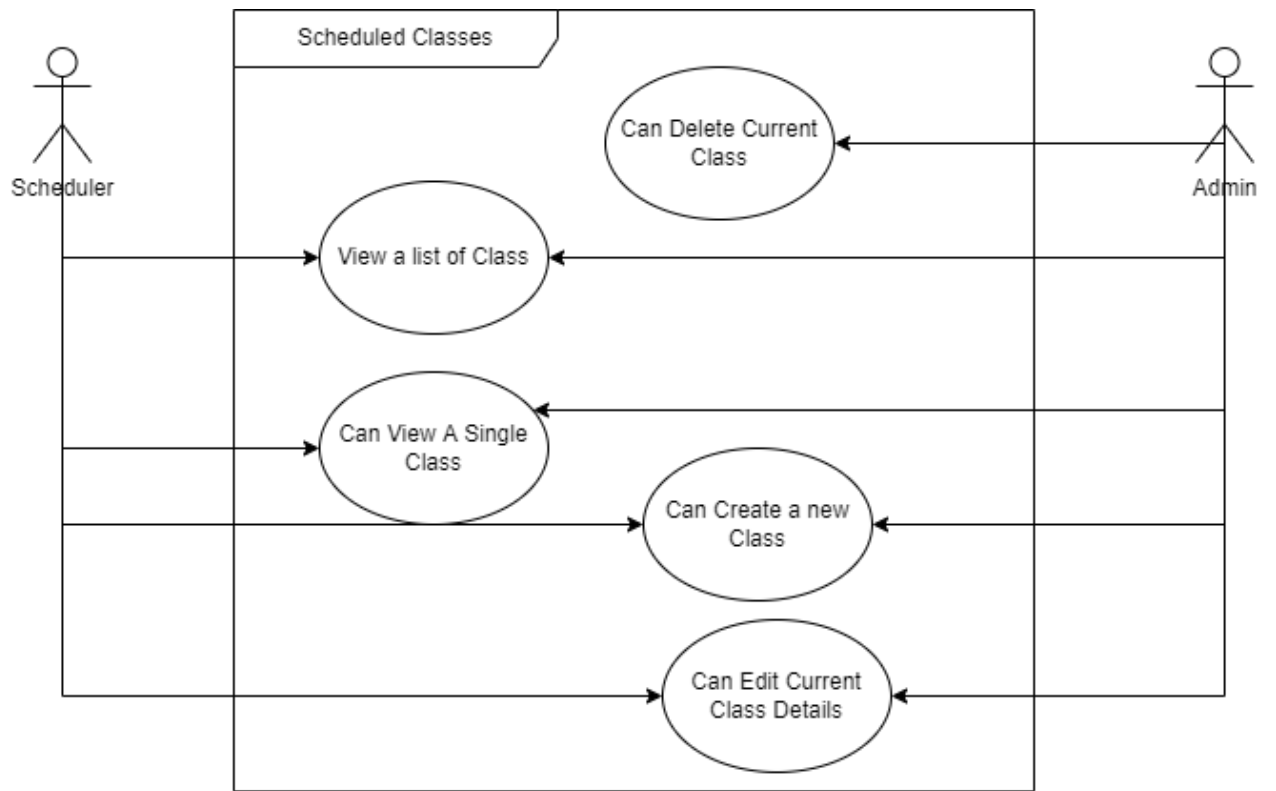 Scheduled Classes
Can Delete Current
Class
Scheduler
Admin
View a list of Class
Can View A Single
Class
Can Create a new
Class
Can Edit Current
Class Details